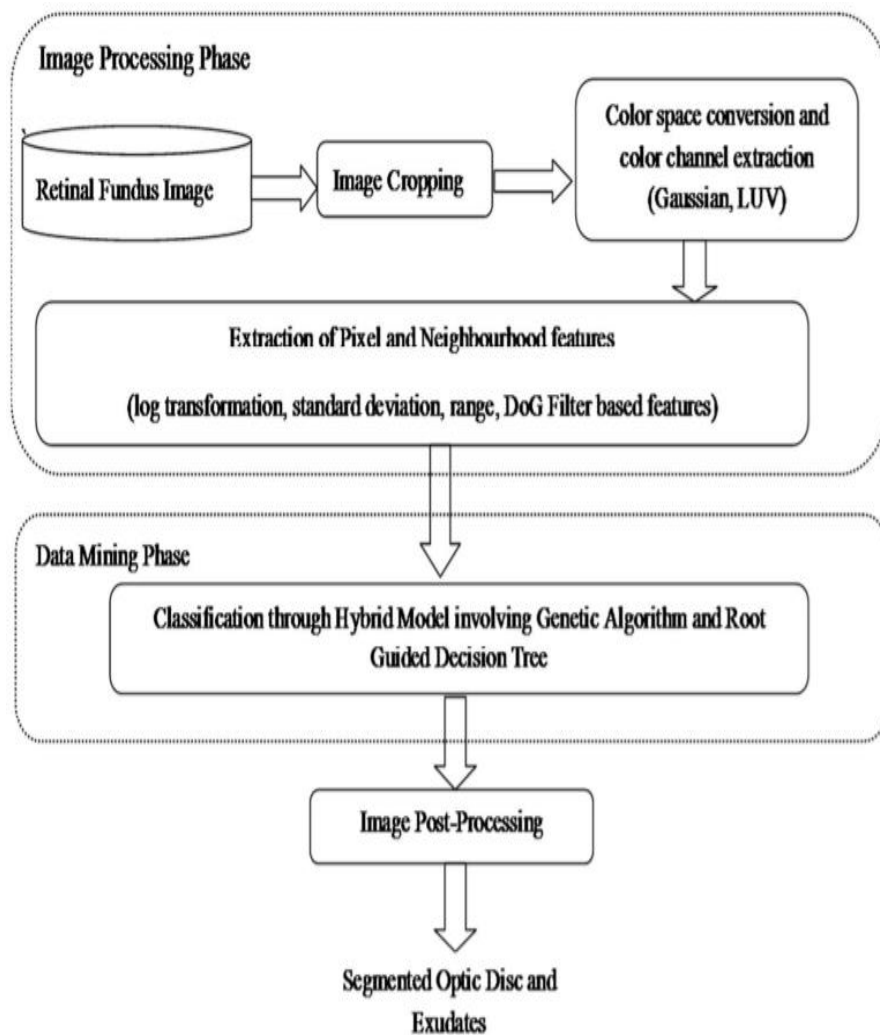 Image Processing Phase
Retinal Fundus Image
Image Cropping
Color space conversion and
color channel extraction
(Gaussian, LUV)
Extraction of Pixel and Neighbourhood features
(log transformation, standard deviation, range, DoG Filter based features)
Data Mining Phase
Classification through Hybrid Model involving Genetic Algorithm and Root
Guided Decision Tree
Image Post-Processing
Segmented Optic Disc and
Exudates